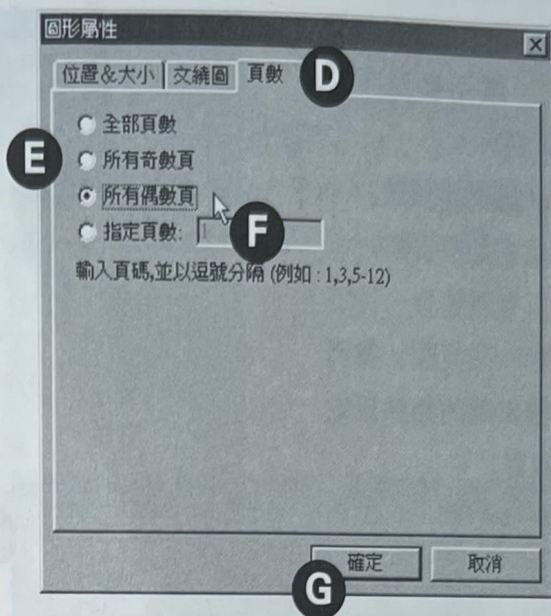 圖形屬性
位置&大小 文繞圖 頁數 D
全部頁數
E
所有奇數頁
所有偶數頁
指定頁數: 1 F
輸入頁碼,並以逗號分隔 (例如 : 1,3,5-12)
確定 取消
G